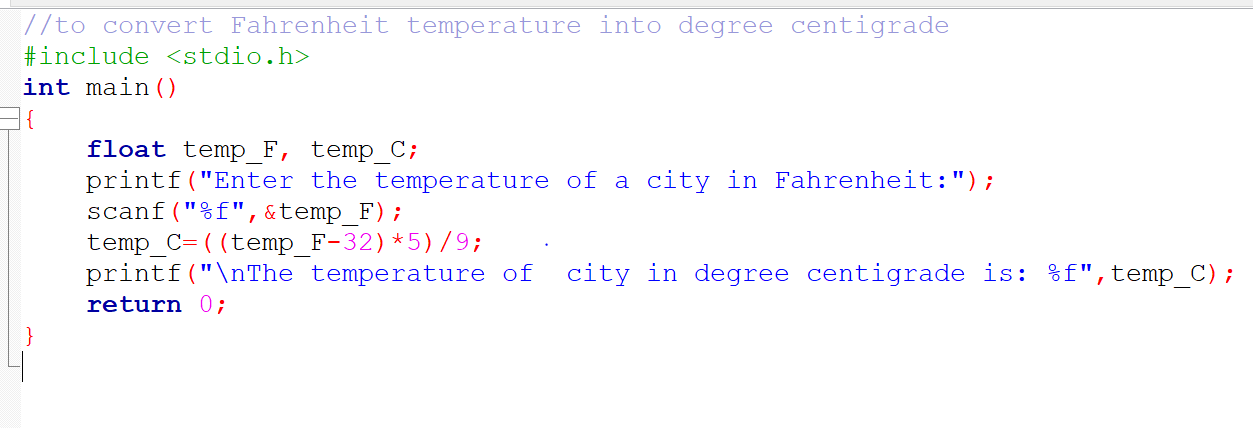 //to convert Fahrenheit temperature into degree centigrade
#include <stdio.h>
int main()
{
    float temp_F, temp_C;
    printf("Enter the temperature of a city in Fahrenheit:");
    scanf("%f",&temp_F);
    temp_C=((temp_F-32)*5)/9;
    printf("\nThe temperature of  city in degree centigrade is: %f",temp_C);
    return 0;
}